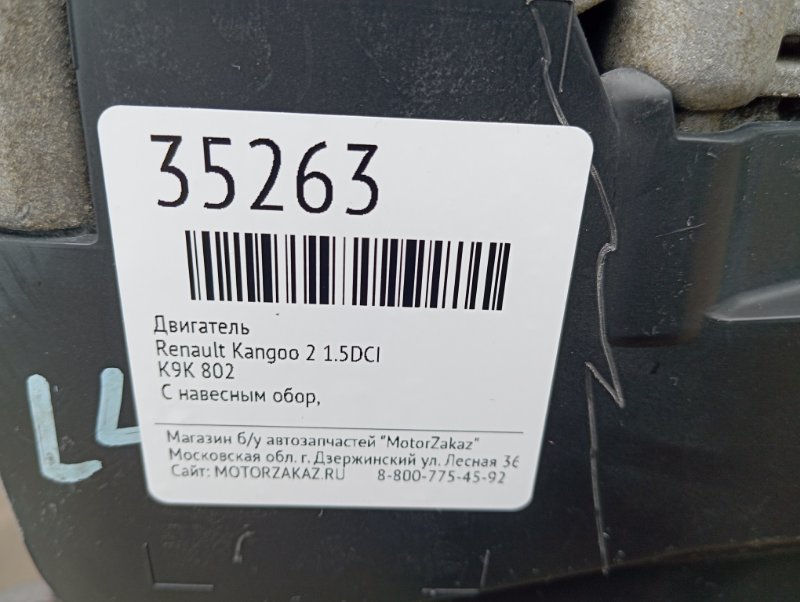 35263
Двигатель
Renault Kangoo 2 1.5DCI
K9K 802
С навесным обор,
Магазин б/у автозапчастей "MotorZakaz"
Московская обл. г. Дзержинский ул. Лесная 36
Сайт: MOTORZAKAZ.RU 8-800-775-45-92